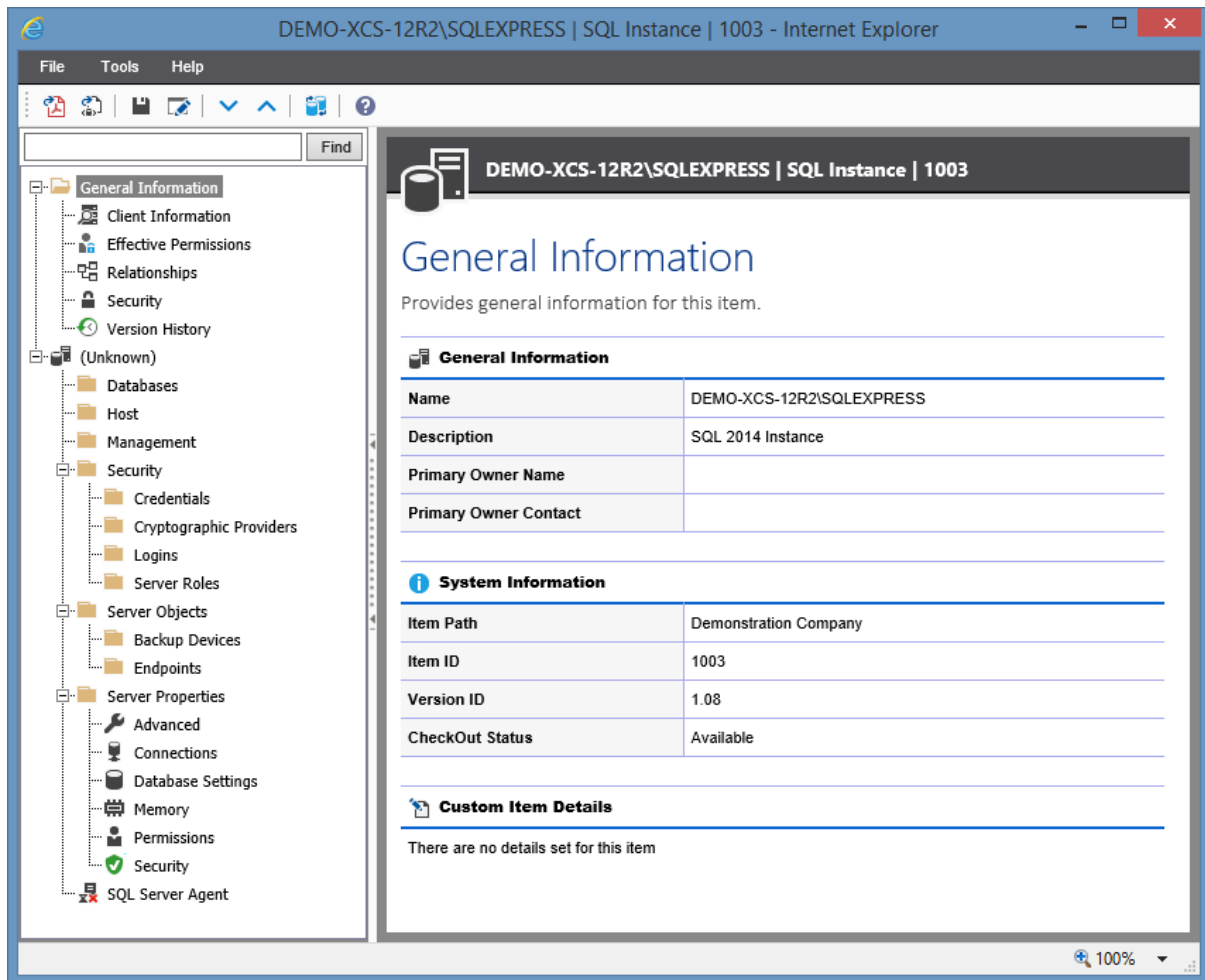 DEMO-XCS-12R2\SQLEXPRESS | SQL Instance | 1003 - Internet Explorer
File Tools Help
Find
General Information
Client Information
Effective Permissions
Relationships
Security
Version History
(Unknown)
Databases
Host
Management
Security
Credentials
Cryptographic Providers
Logins
Server Roles
Server Objects
Backup Devices
Endpoints
Server Properties
Advanced
Connections
Database Settings
Memory
Permissions
Security
SQL Server Agent
DEMO-XCS-12R2\SQLEXPRESS | SQL Instance | 1003
General Information
Provides general information for this item.
General Information
Name DEMO-XCS-12R2\SQLEXPRESS
Description SQL 2014 Instance
Primary Owner Name
Primary Owner Contact
System Information
Item Path Demonstration Company
Item ID 1003
Version ID 1.08
CheckOut Status Available
Custom Item Details
There are no details set for this item
100%